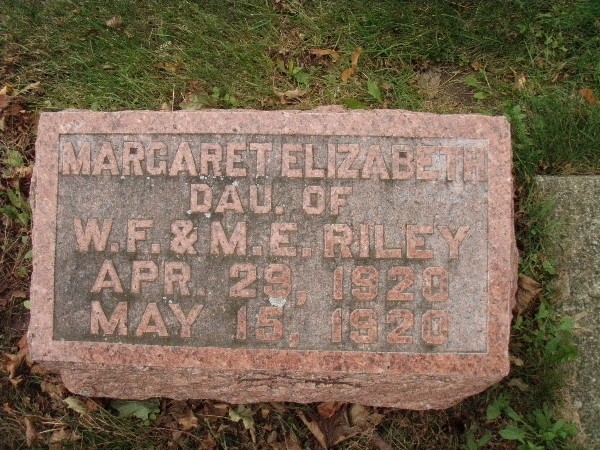 MARGARET ELIZABETH
DAU. OF
W. F. & M. E. RILEY
APR. 29, 1920
MAY 15, 1920